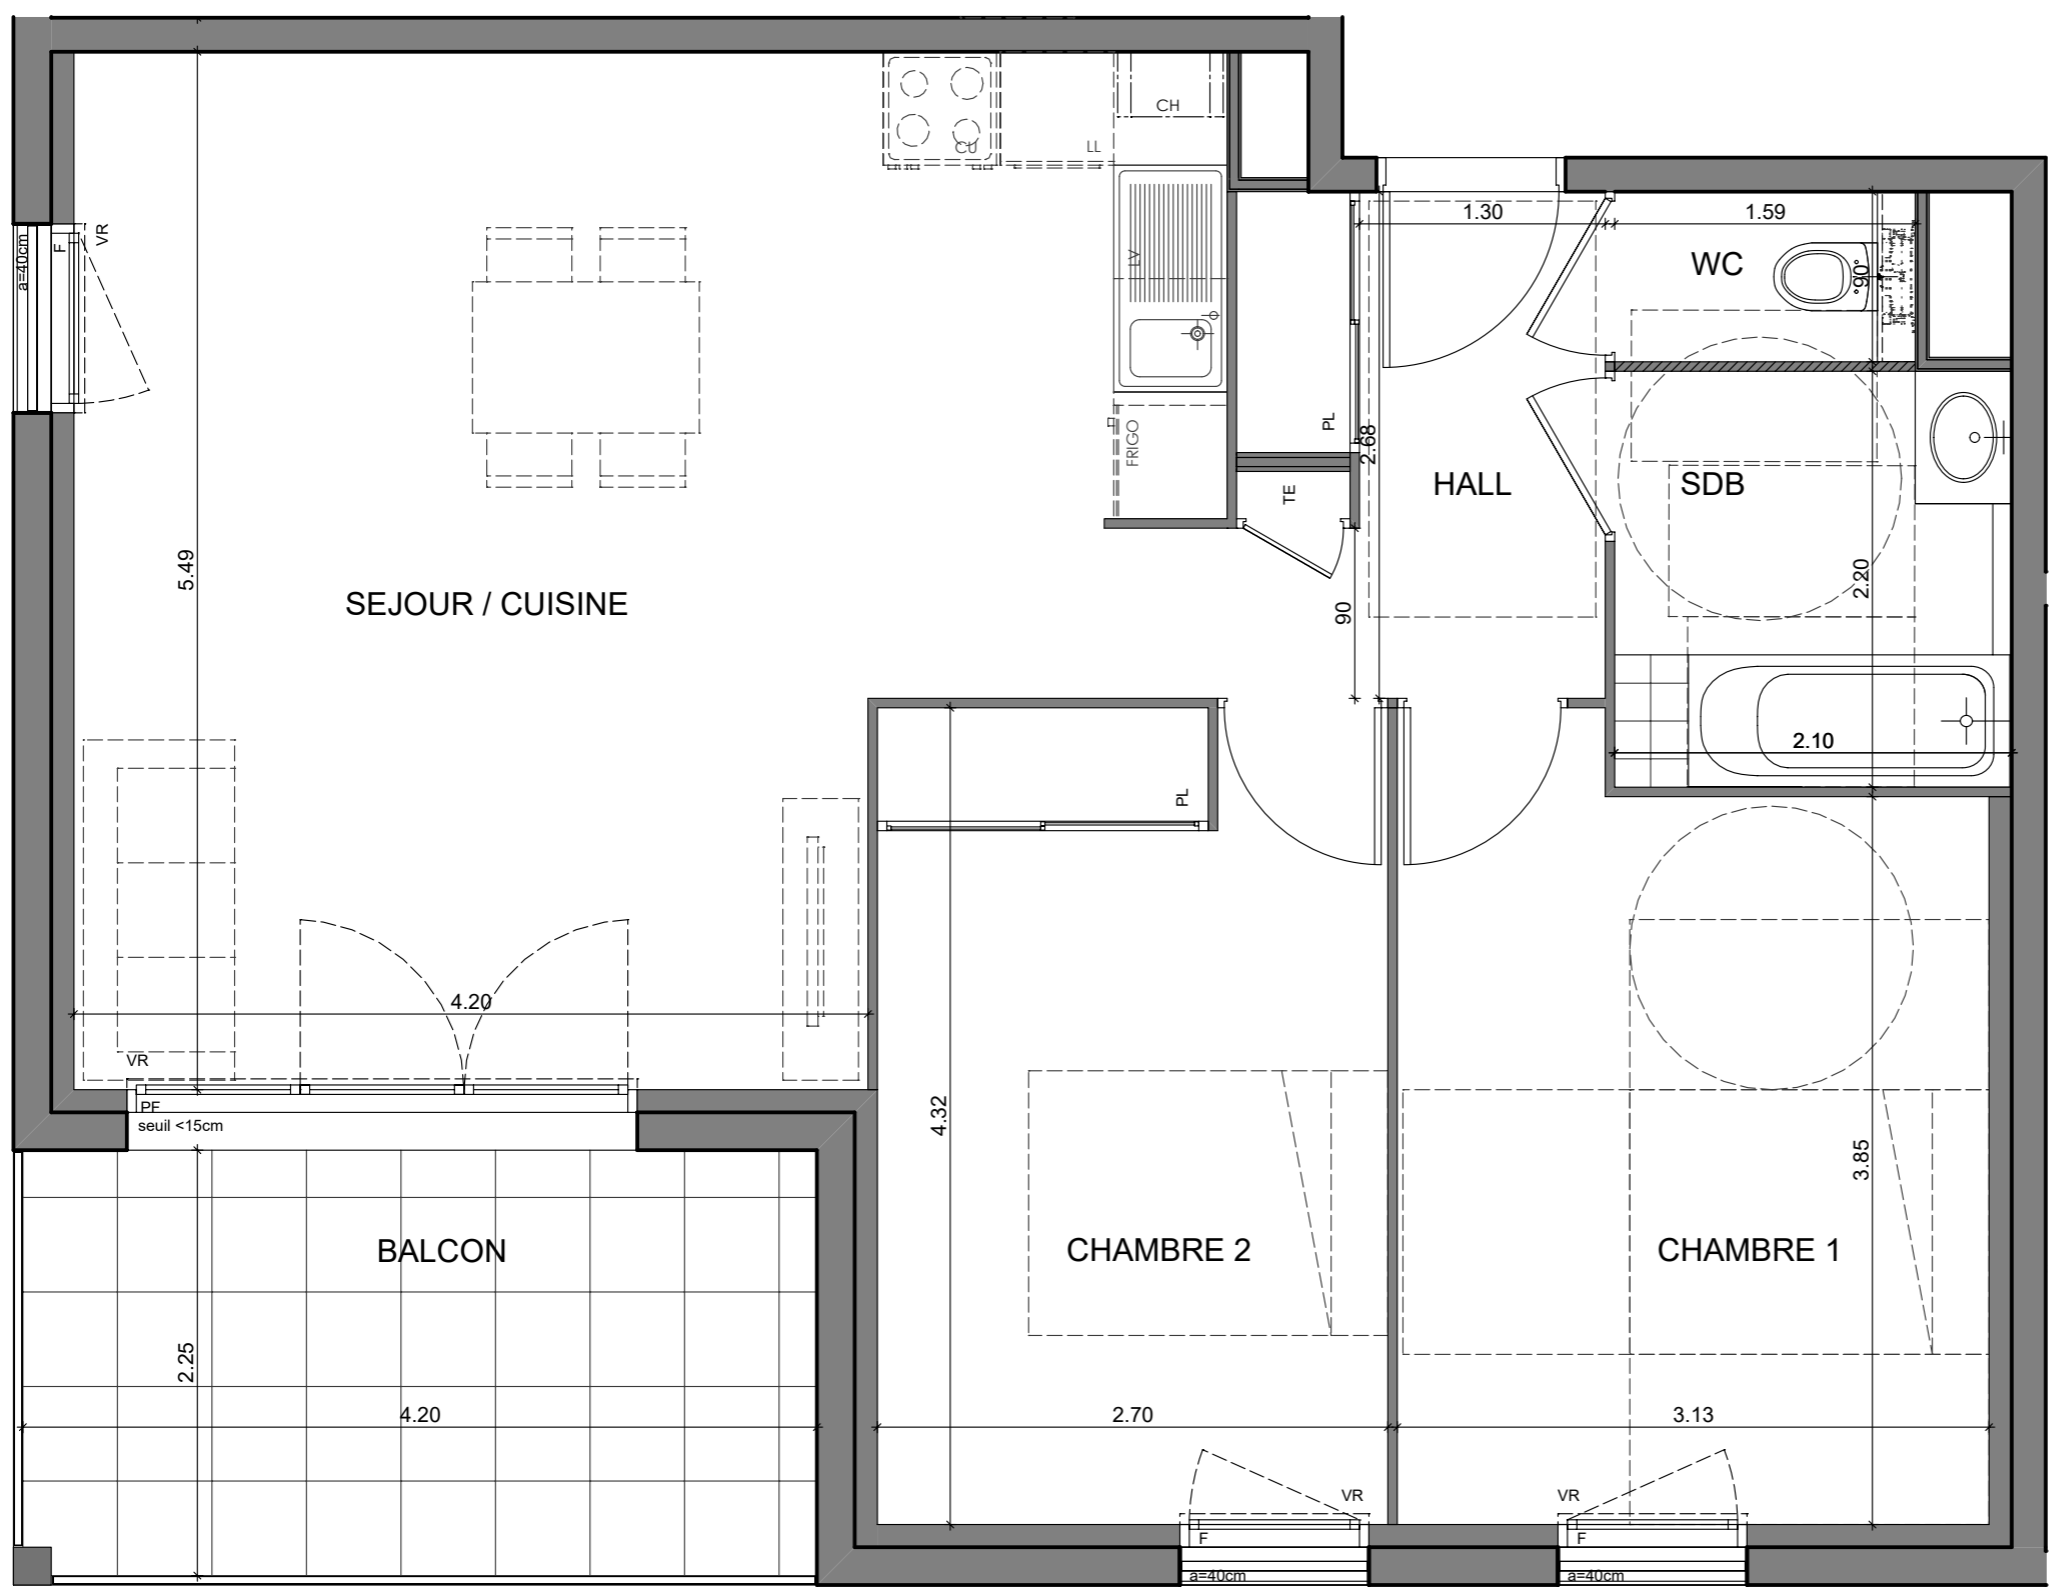 CH
CU
LL
1.30
1.59
VR
F
a=40cm
LV
WC
90
PL
2.68
FRIGO
HALL
SDB
TE
5.49
2.20
SEJOUR / CUISINE
90
2.10
PL
4.20
VR
PF
seuil <15cm
4.32
3.85
BALCON
CHAMBRE 2
CHAMBRE 1
2.25
4.20
2.70
3.13
VR
VR
F
F
a=40cm
a=40cm